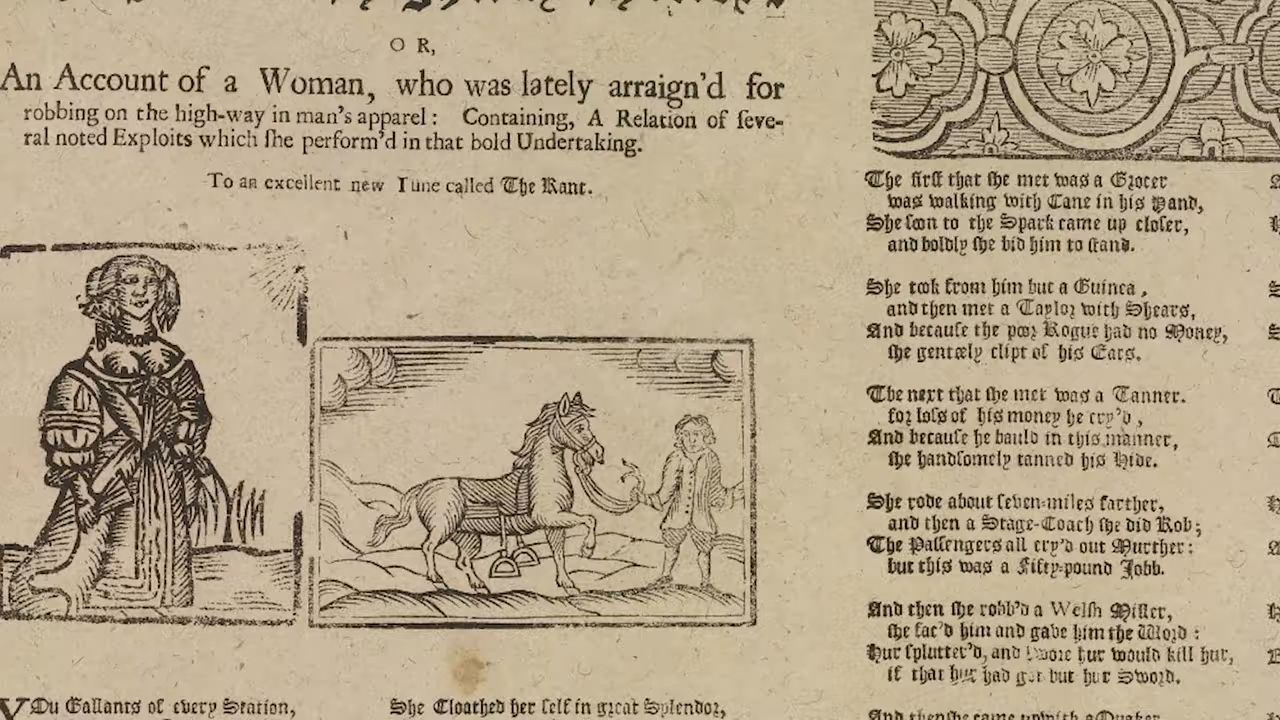 O R,
An Account of a Woman, who was lately arraign'd for
robbing on the high-way in man's apparel: Containing, A Relation of ſeve-
ral noted Exploits which ſhe perform'd in that bold Undertaking.
To an excellent new Tune called The Rant.
You Gallants of every Station,
She Cloathed her ſelf in great Splendor,
The firſt that ſhe met was a Grocer
was walking with Cane in his Hand,
She ſoon to the Spark came up cloſer,
and boldly ſhe bid him to ſtand.
She took from him but a Guinea,
and then met a Taylor with Shears,
And becauſe the poor Rogue had no Money,
ſhe genteely clipt of his Ears.
The next that ſhe met was a Tanner.
for loſs of his money he cry'd,
And becauſe he bauld in this manner,
ſhe handſomely tanned his Hide.
She rode about ſeven-miles farther,
and then a Stage-Coach ſhe did Rob;
The Paſſengers all cry'd out Murther:
but this was a Fifty-pound Jobb.
And then ſhe robb'd a Welſh Miſter,
ſhe fac'd him and gave him the Word:
Hur ſplutter'd, and ſwore hur would kill hur,
if that hur had got but hur Sword.
And then ſhe came up with a Quaker